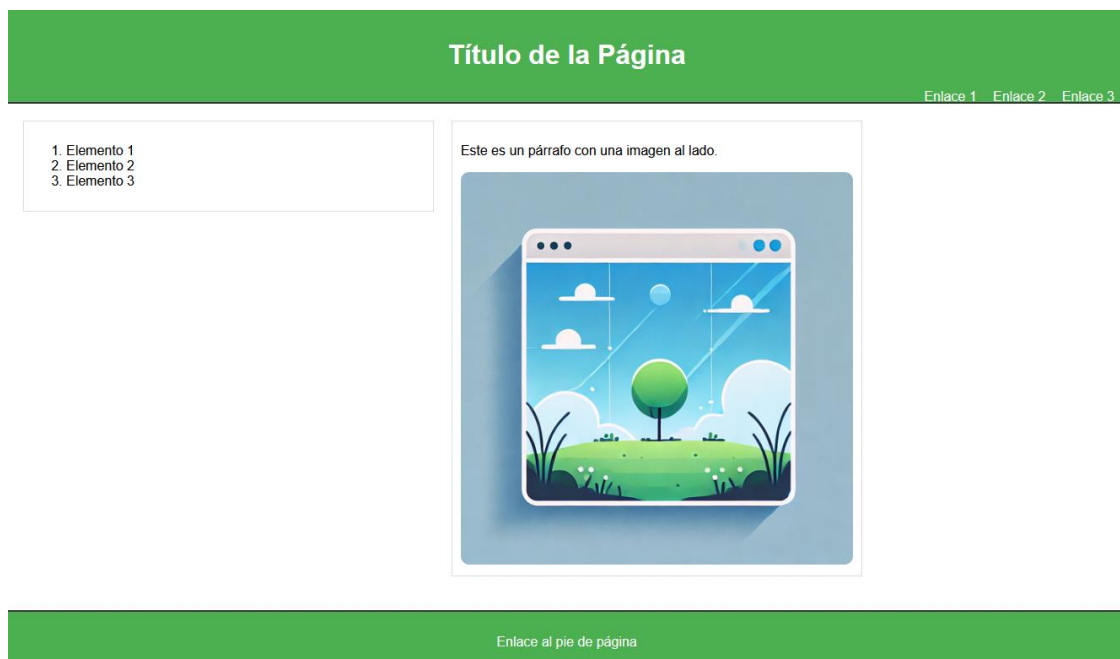 Título de la Página
Enlace 1 Enlace 2 Enlace 3
1. Elemento 1
2. Elemento 2
3. Elemento 3
Este es un párrafo con una imagen al lado.
Enlace al pie de página